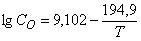 lg C_O = 9,102 − 194,9/T